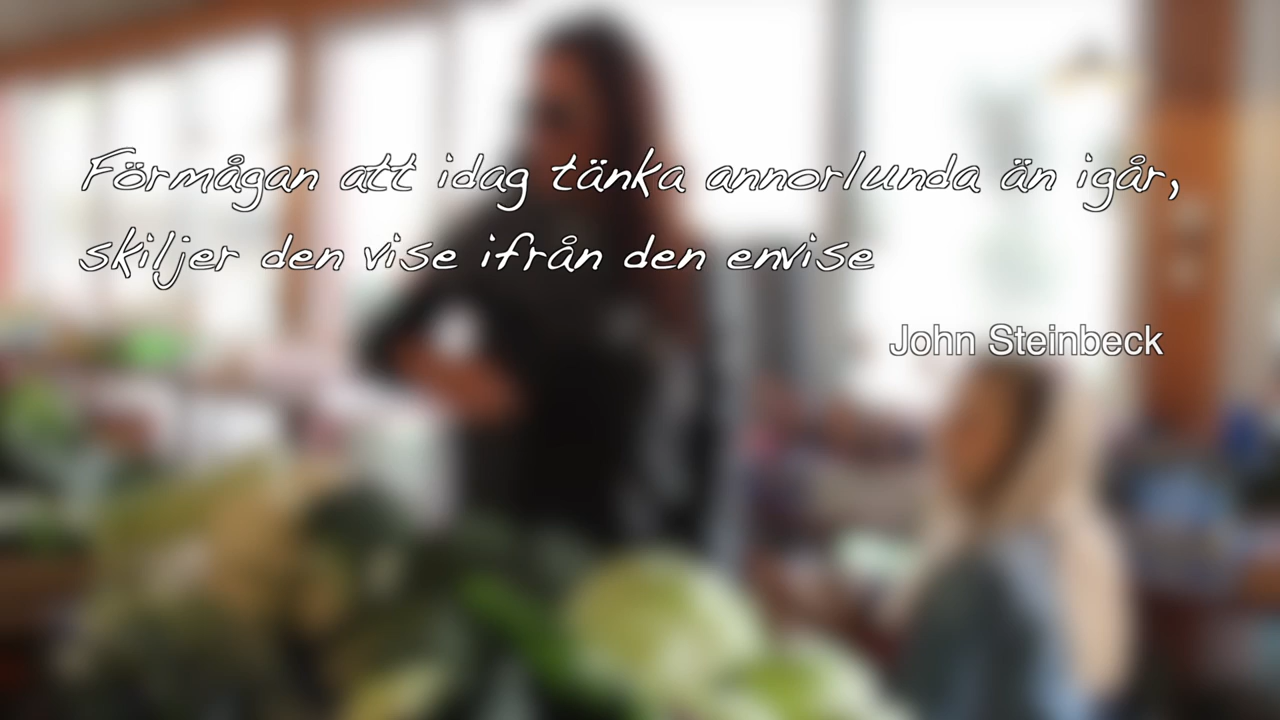 Förmågan att idag tänka annorlunda än igår,
skiljer den vise ifrån den envise
John Steinbeck